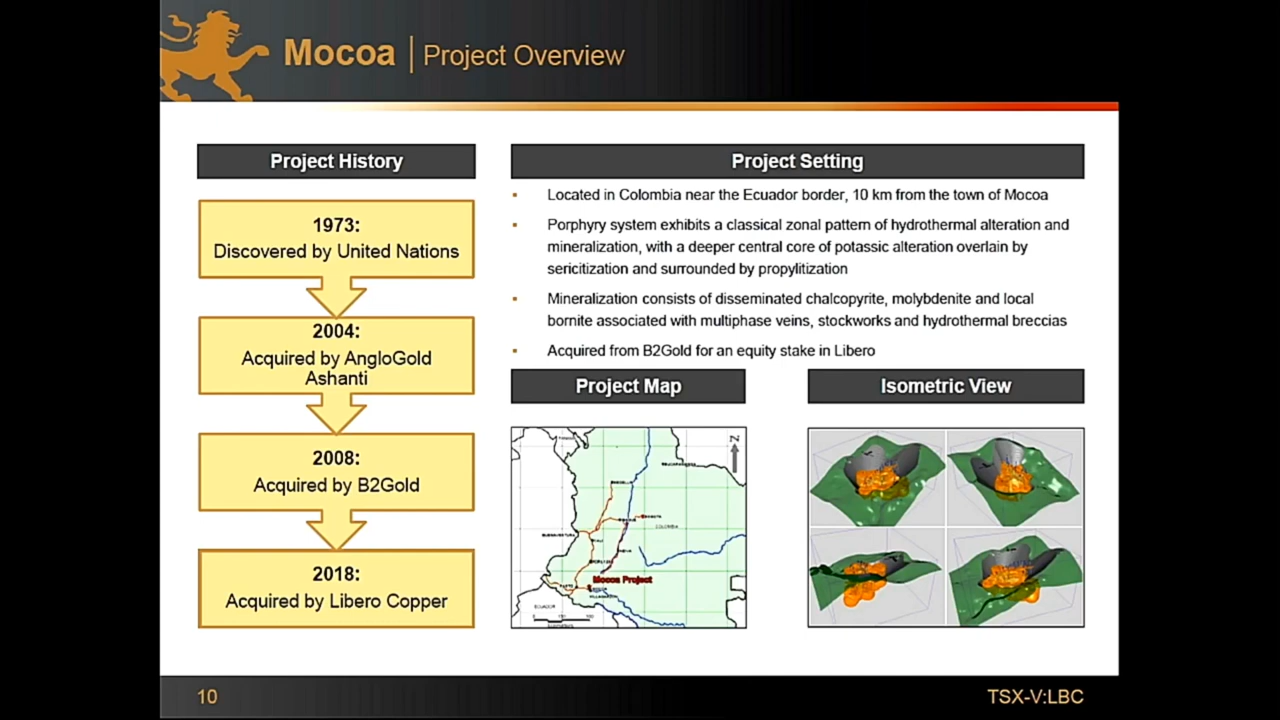 Mocoa | Project Overview
Project History
1973:
Discovered by United Nations
2004:
Acquired by AngloGold
Ashanti
2008:
Acquired by B2Gold
2018:
Acquired by Libero Copper
Project Setting
Located in Colombia near the Ecuador border, 10 km from the town of Mocoa
Porphyry system exhibits a classical zonal pattern of hydrothermal alteration and
mineralization, with a deeper central core of potassic alteration overlain by
sericitization and surrounded by propylitization
Mineralization consists of disseminated chalcopyrite, molybdenite and local
bornite associated with multiphase veins, stockworks and hydrothermal breccias
Acquired from B2Gold for an equity stake in Libero
Project Map
Z
COLOMBIA
Mocoa Project
ECUADOR
Isometric View
10
TSX-V:LBC